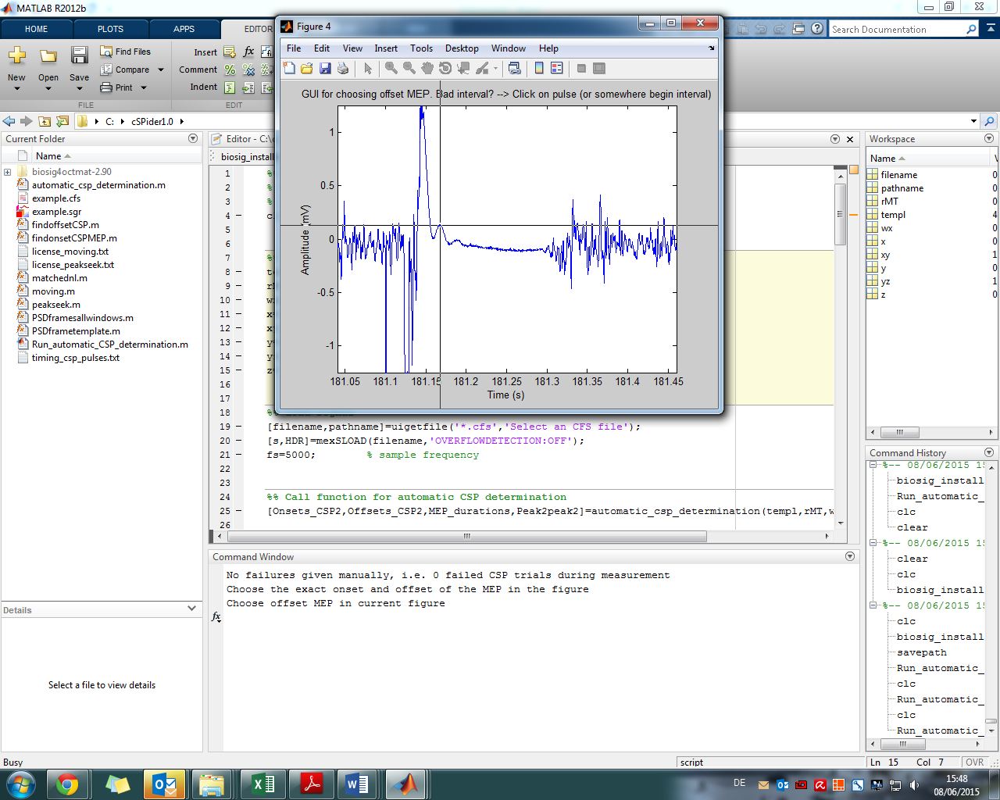 MATLAB R2012b
HOME
PLOTS
APPS
EDITOR
Search Documentation
New
Open
Save
Find Files
Compare
Print
Insert
Comment
Indent
FILE
EDIT
C: cSPider1.0
Current Folder
Name
biosig4octmat-2.90
automatic_csp_determination.m
example.cfs
example.sgr
findoffsetCSP.m
findonsetCSPMEP.m
license_moving.txt
license_peakseek.txt
matchednl.m
moving.m
peakseek.m
PSDframesallwindows.m
PSDframetemplate.m
Run_automatic_CSP_determination.m
timing_csp_pulses.txt
Details
Select a file to view details
Busy
Figure 4
File Edit View Insert Tools Desktop Window Help
GUI for choosing offset MEP. Bad interval? --> Click on pulse (or somewhere begin interval)
Amplitude (mV)
1
0.5
0
-0.5
-1
181.05 181.1 181.15 181.2 181.25 181.3 181.35 181.4 181.45
Time (s)
Editor - C:\
biosig_install
1 %
2 %
3 %
4 c
5
6
7 %
8 te
9 r
10 w
11 x
12 x
13 y
14 y
15 z
16
17
18 %
19 [filename,pathname]=uigetfile('*.cfs','Select an CFS file');
20 [s,HDR]=mexSLOAD(filename,'OVERFLOWDETECTION:OFF');
21 fs=5000; % sample frequency
22
23
24 %% Call function for automatic CSP determination
25 [Onsets_CSP2,Offsets_CSP2,MEP_durations,Peak2peak2]=automatic_csp_determination(templ,rMT,w
26
Command Window
No failures given manually, i.e. 0 failed CSP trials during measurement
Choose the exact onset and offset of the MEP in the figure
Choose offset MEP in current figure
fx
Workspace
Name V
filename 0
pathname 0
rMT 0
templ 4
wx 0
x 0
xy 1
y 0
yz 1
z 0
Command History
%-- 08/06/2015 15
biosig_install
Run_automatic_
clc
clear
%-- 08/06/2015 15
clear
clc
biosig_install
%-- 08/06/2015 15
clc
biosig_install
savepath
Run_automatic_
clc
Run_automatic_
clc
Run_automatic_
script
Ln 15 Col 7 OVR
DE
15:48
08/06/2015